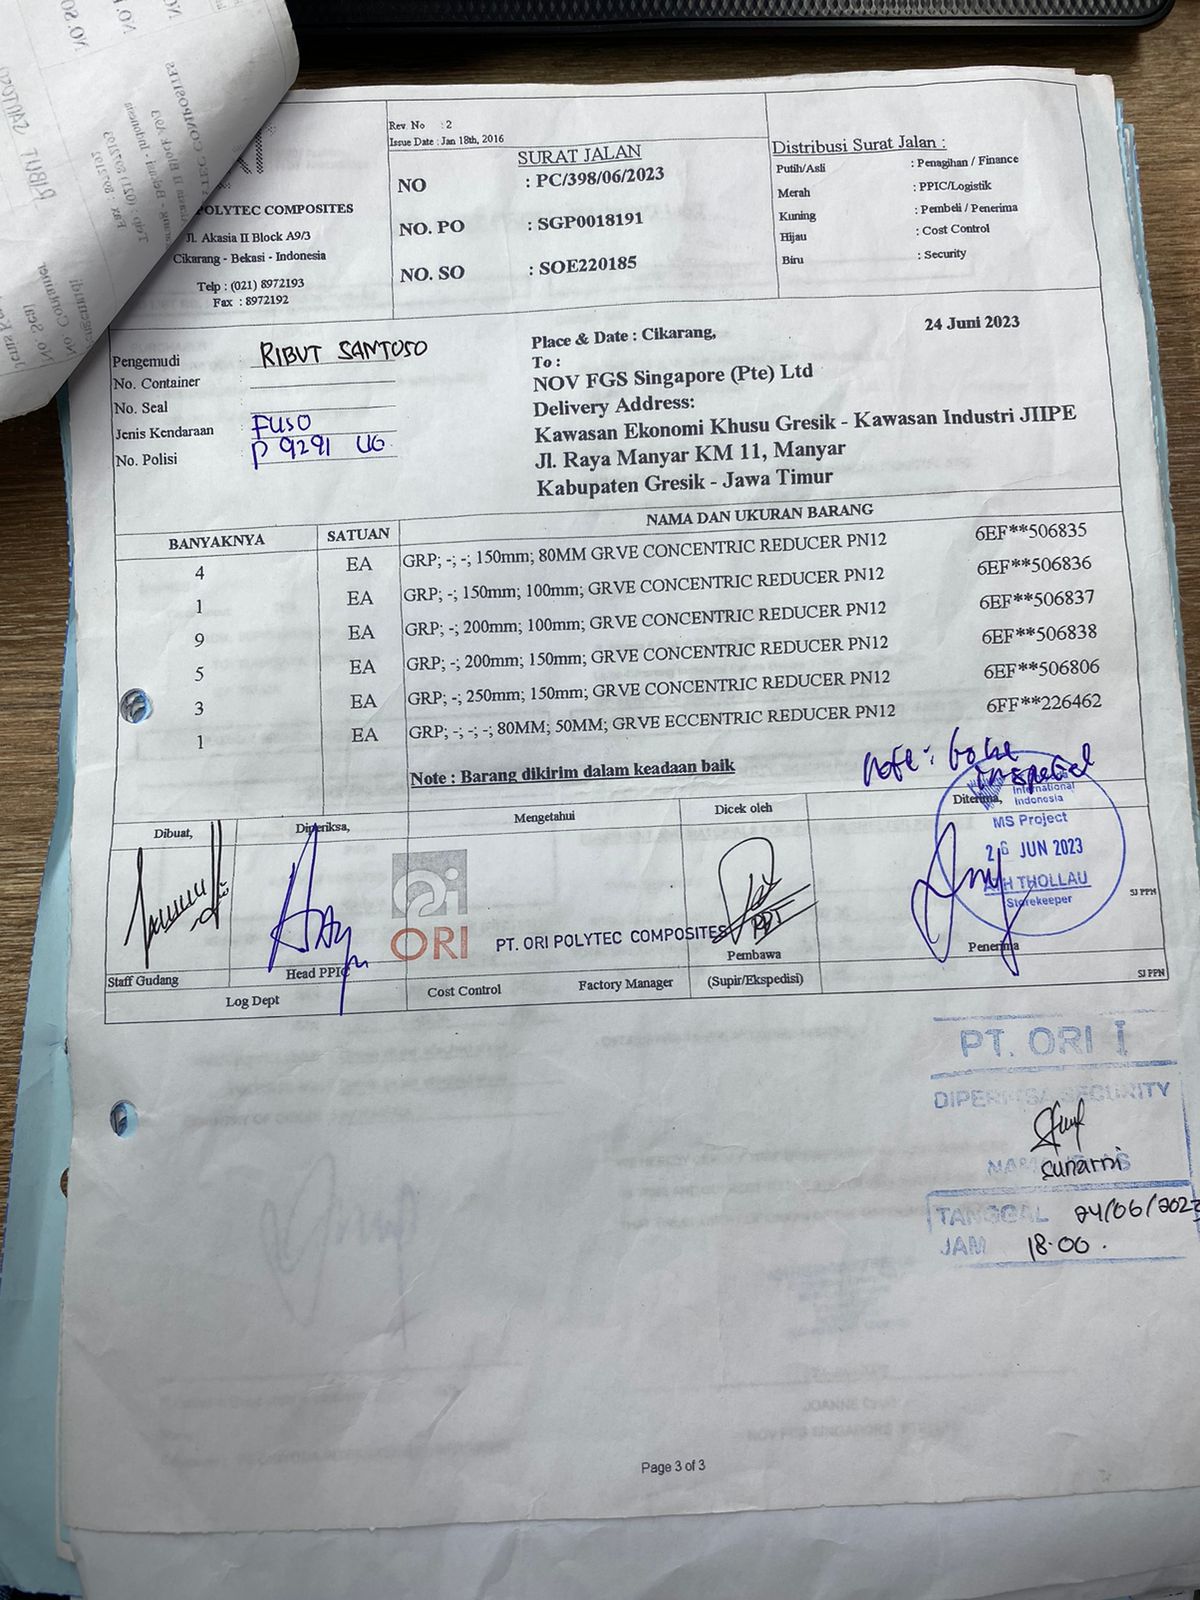 POLYTEC COMPOSITES
Jl. Akasia II Block A9/3
Cikarang - Bekasi - Indonesia
Telp : (021) 8972193
Fax : 8972192
Rev. No : 2
Issue Date : Jan 18th, 2016
SURAT JALAN
NO : PC/398/06/2023
NO. PO : SGP0018191
NO. SO : SOE220185
Distribusi Surat Jalan :
Putih/Asli : Penagihan / Finance
Merah : PPIC/Logistik
Kuning : Pembeli / Penerima
Hijau : Cost Control
Biru : Security
Pengemudi : RIBUT SANTOSO
No. Container
No. Seal
Jenis Kendaraan FUSO
No. Polisi P 9291 UG
Place & Date : Cikarang, 24 Juni 2023
To :
NOV FGS Singapore (Pte) Ltd
Delivery Address:
Kawasan Ekonomi Khusu Gresik - Kawasan Industri JIIPE
Jl. Raya Manyar KM 11, Manyar
Kabupaten Gresik - Jawa Timur
BANYAKNYA SATUAN NAMA DAN UKURAN BARANG
4 EA GRP; -; -; 150mm; 80MM GRVE CONCENTRIC REDUCER PN12 6EF**506835
1 EA GRP; -; 150mm; 100mm; GRVE CONCENTRIC REDUCER PN12 6EF**506836
9 EA GRP; -; 200mm; 100mm; GRVE CONCENTRIC REDUCER PN12 6EF**506837
5 EA GRP; -; 200mm; 150mm; GRVE CONCENTRIC REDUCER PN12 6EF**506838
3 EA GRP; -; 250mm; 150mm; GRVE CONCENTRIC REDUCER PN12 6EF**506806
1 EA GRP; -; -; -; 80MM; 50MM; GRVE ECCENTRIC REDUCER PN12 6FF**226462
Note : Barang dikirim dalam keadaan baik
Note : to be
inspected
Dibuat, Diperiksa, Mengetahui Dicek oleh Diterima,
International
Indonesia
MS Project
26 JUN 2023
THOLLAU
Storekeeper
ORI
PT. ORI POLYTEC COMPOSITES
PPT
SJ PPN
Staff Gudang Head PPIC Pembawa Penerima
Log Dept Cost Control Factory Manager (Supir/Ekspedisi) SJ PPN
PT. ORI I
DIPERIKSA SECURITY
Sunarni
TANGGAL 24/06/2023
JAM 18.00.
Page 3 of 3